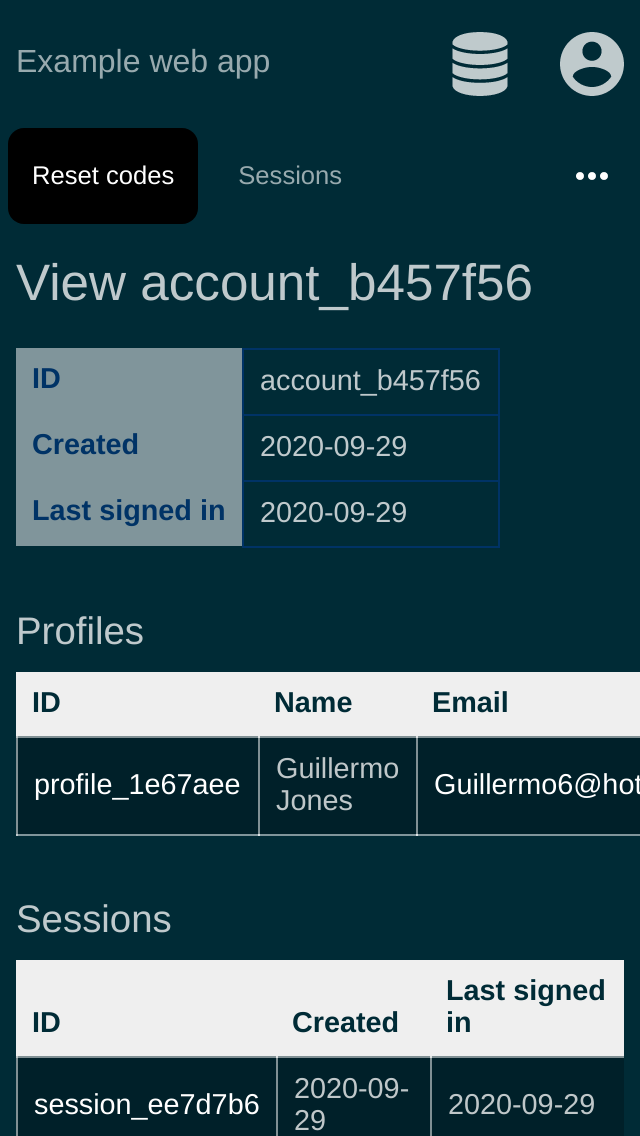 Example web app
Reset codes Sessions
View account_b457f56
ID account_b457f56
Created 2020-09-29
Last signed in 2020-09-29
Profiles
ID Name Email
profile_1e67aee Guillermo Jones Guillermo6@hot
Sessions
ID Created Last signed in
session_ee7d7b6 2020-09-29 2020-09-29